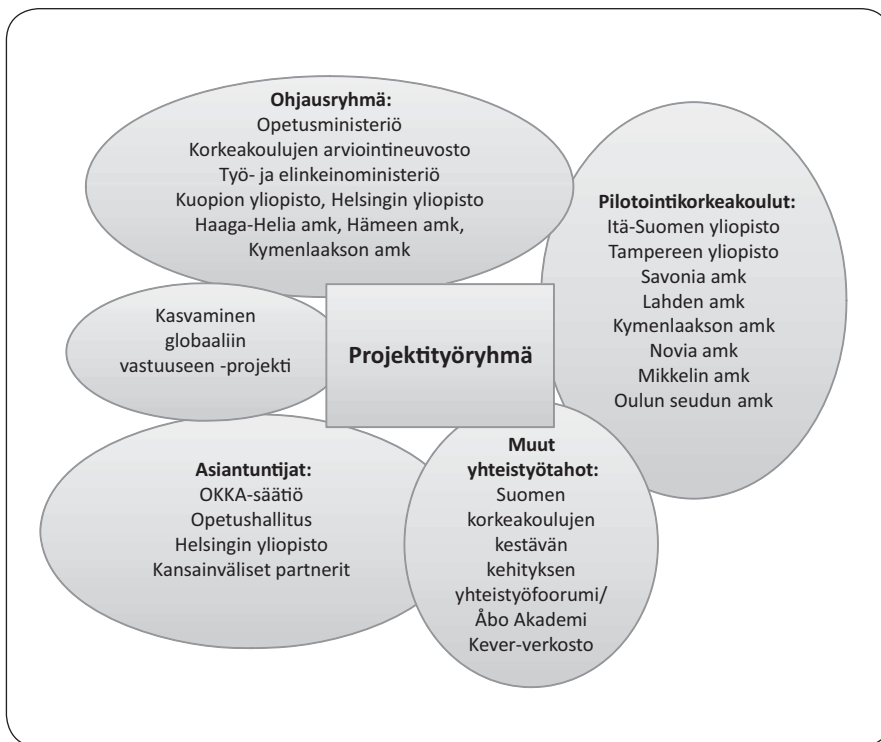 Ohjausryhmä:
Opetusministeriö
Korkeakoulujen arviointineuvosto
Työ- ja elinkeinoministeriö
Kuopion yliopisto, Helsingin yliopisto
Haaga-Helia amk, Hämeen amk,
Kymenlaakson amk
Pilotointikorkeakoulut:
Itä-Suomen yliopisto
Tampereen yliopisto
Savonia amk
Lahden amk
Kymenlaakson amk
Novia amk
Mikkelin amk
Oulun seudun amk
Kasvaminen
globaaliin
vastuuseen -projekti
Projektityöryhmä
Asiantuntijat:
OKKA-säätiö
Opetushallitus
Helsingin yliopisto
Kansainväliset partnerit
Muut
yhteistyötahot:
Suomen
korkeakoulujen
kestävän
kehityksen
yhteistyöfoorumi/
Åbo Akademi
Kever-verkosto